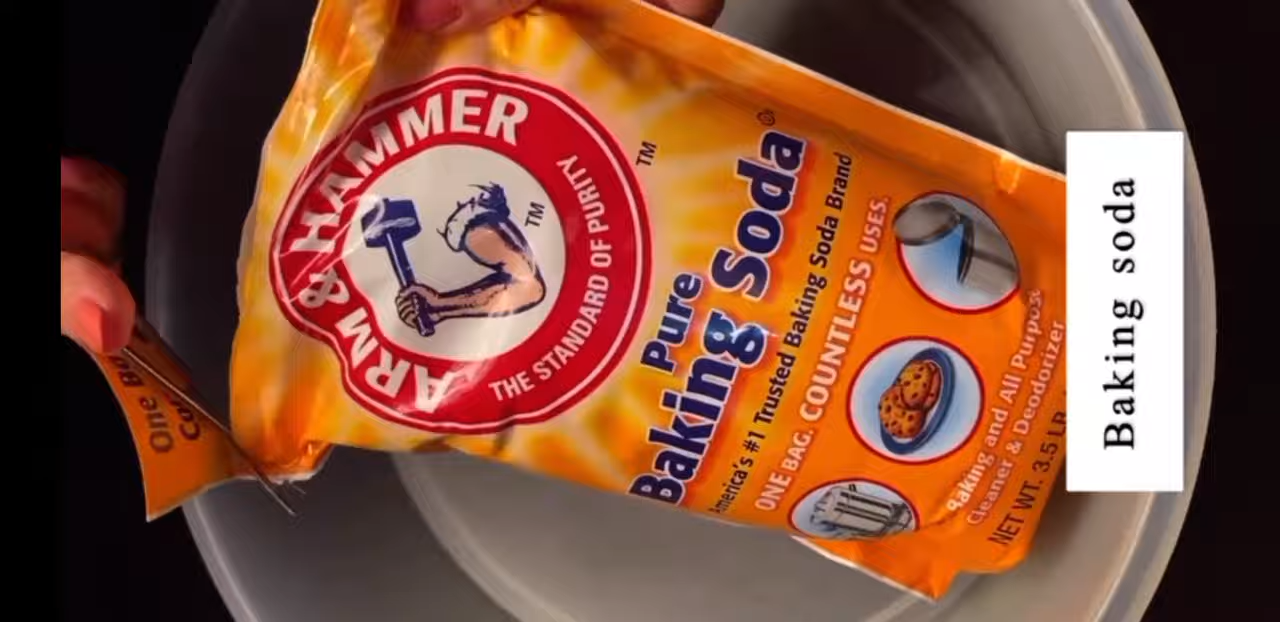 ARM & HAMMER
TM
THE STANDARD OF PURITY
TM
Pure
Baking Soda®
America's #1 Trusted Baking Soda Brand
ONE BAG. COUNTLESS USES.
Baking and All Purpose
Cleaner & Deodorizer
NET WT. 3.5 LB
One
Baking soda